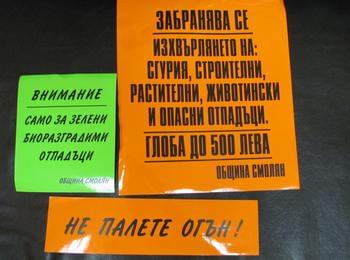 ВНИМАНИЕ
САМО ЗА ЗЕЛЕНИ
БИОРАЗГРАДИМИ
ОТПАДЪЦИ
ОБЩИНА СМОЛЯН
ЗАБРАНЯВА СЕ
ИЗХВЪРЛЯНЕТО НА:
СГУРИЯ, СТРОИТЕЛНИ,
РАСТИТЕЛНИ, ЖИВОТИНСКИ
И ОПАСНИ ОТПАДЪЦИ.
ГЛОБА ДО 500 ЛЕВА
ОБЩИНА СМОЛЯН
НЕ ПАЛЕТЕ ОГЪН!